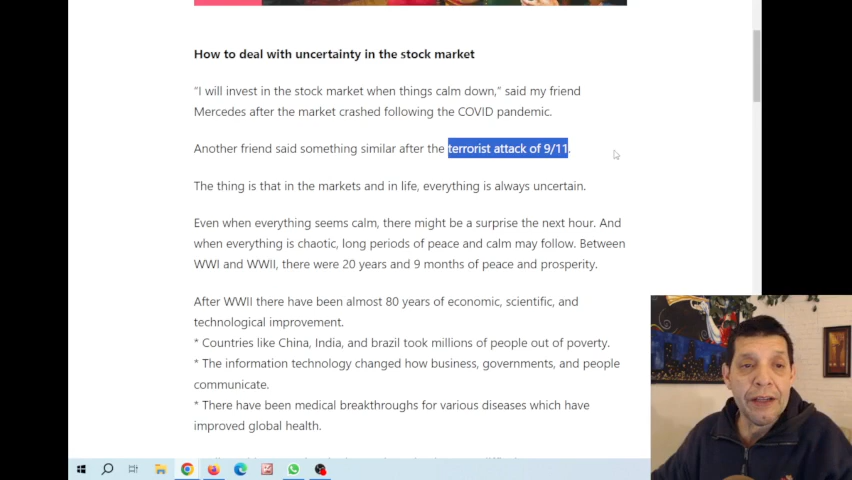 How to deal with uncertainty in the stock market
“I will invest in the stock market when things calm down,” said my friend
Mercedes after the market crashed following the COVID pandemic.
Another friend said something similar after the terrorist attack of 9/11.
The thing is that in the markets and in life, everything is always uncertain.
Even when everything seems calm, there might be a surprise the next hour. And
when everything is chaotic, long periods of peace and calm may follow. Between
WWI and WWII, there were 20 years and 9 months of peace and prosperity.
After WWII there have been almost 80 years of economic, scientific, and
technological improvement.
* Countries like China, India, and brazil took millions of people out of poverty.
* The information technology changed how business, governments, and people
communicate.
* There have been medical breakthroughs for various diseases which have
improved global health.